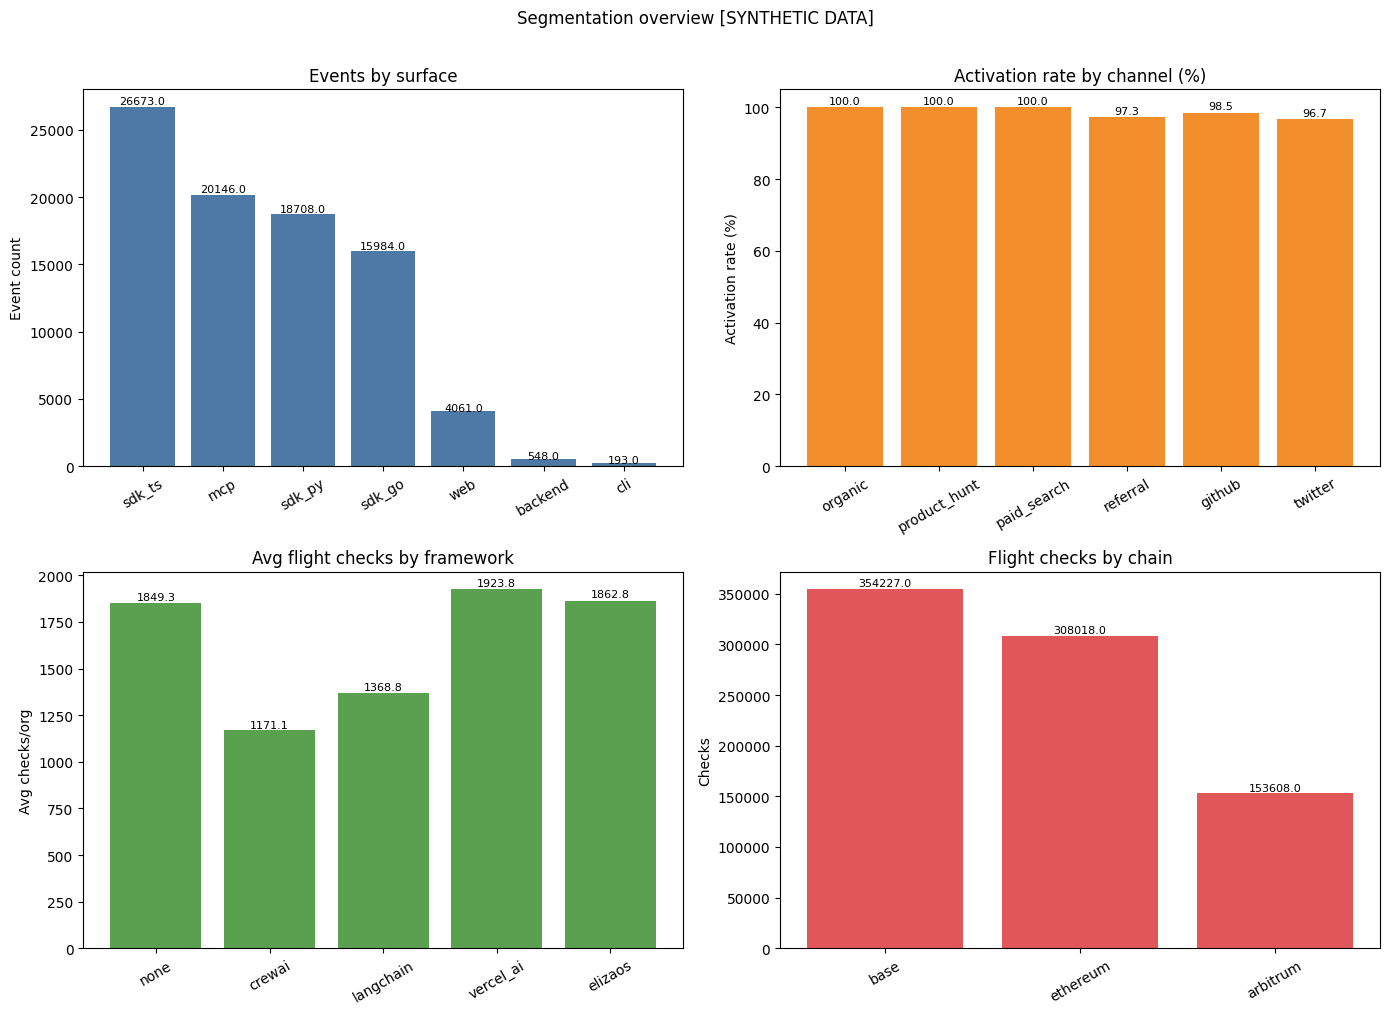 Segmentation overview [SYNTHETIC DATA]
Events by surface
Event count
25000
20000
15000
10000
5000
0
26673.0
20146.0
18708.0
15984.0
4061.0
548.0
193.0
sdk_ts
mcp
sdk_py
sdk_go
web
backend
cli
Activation rate by channel (%)
Activation rate (%)
100
80
60
40
20
0
100.0
100.0
100.0
97.3
98.5
96.7
organic
product_hunt
paid_search
referral
github
twitter
Avg flight checks by framework
Avg checks/org
2000
1750
1500
1250
1000
750
500
250
0
1849.3
1171.1
1368.8
1923.8
1862.8
none
crewai
langchain
vercel_ai
elizaos
Flight checks by chain
Checks
350000
300000
250000
200000
150000
100000
50000
0
354227.0
308018.0
153608.0
base
ethereum
arbitrum